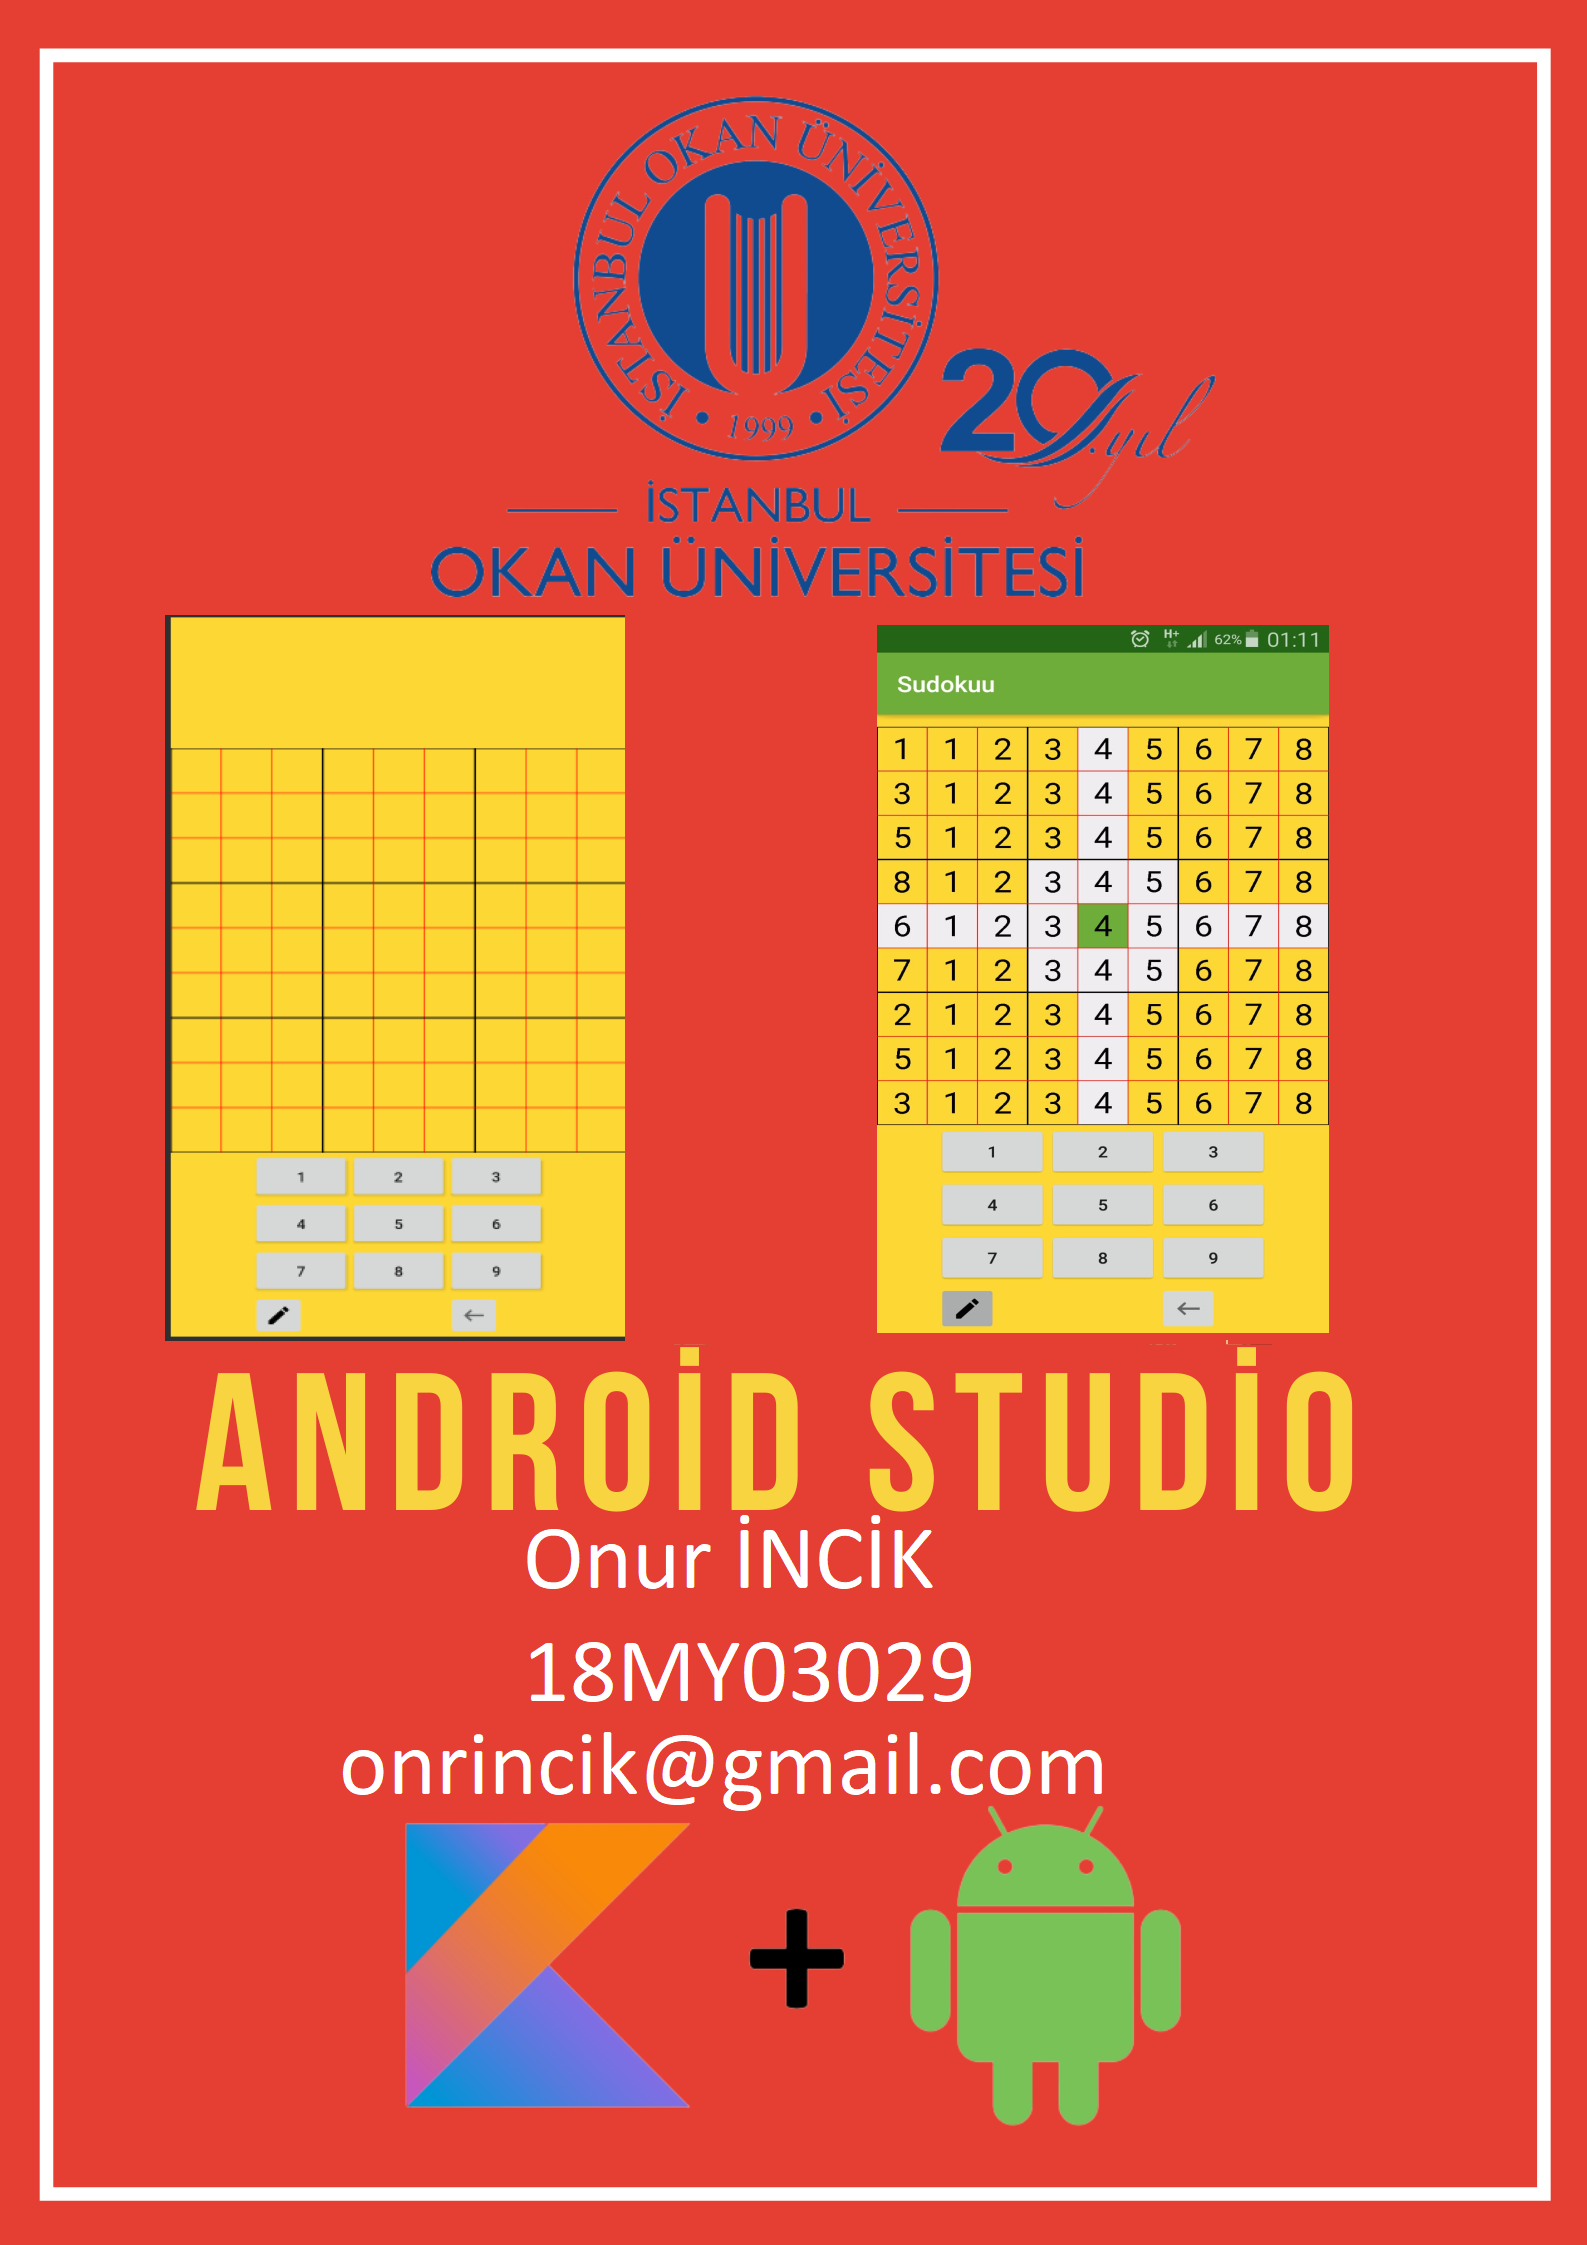 İSTANBUL OKAN ÜNİVERSİTESİ
• 1999 •
20.yıl
İSTANBUL
OKAN ÜNİVERSİTESİ
1 2 3
4 5 6
7 8 9
H+ 62% 01:11
Sudokuu
1 1 2 3 4 5 6 7 8
3 1 2 3 4 5 6 7 8
5 1 2 3 4 5 6 7 8
8 1 2 3 4 5 6 7 8
6 1 2 3 4 5 6 7 8
7 1 2 3 4 5 6 7 8
2 1 2 3 4 5 6 7 8
5 1 2 3 4 5 6 7 8
3 1 2 3 4 5 6 7 8
1 2 3
4 5 6
7 8 9
ANDROİD STUDİO
Onur İNCİK
18MY03029
onrincik@gmail.com